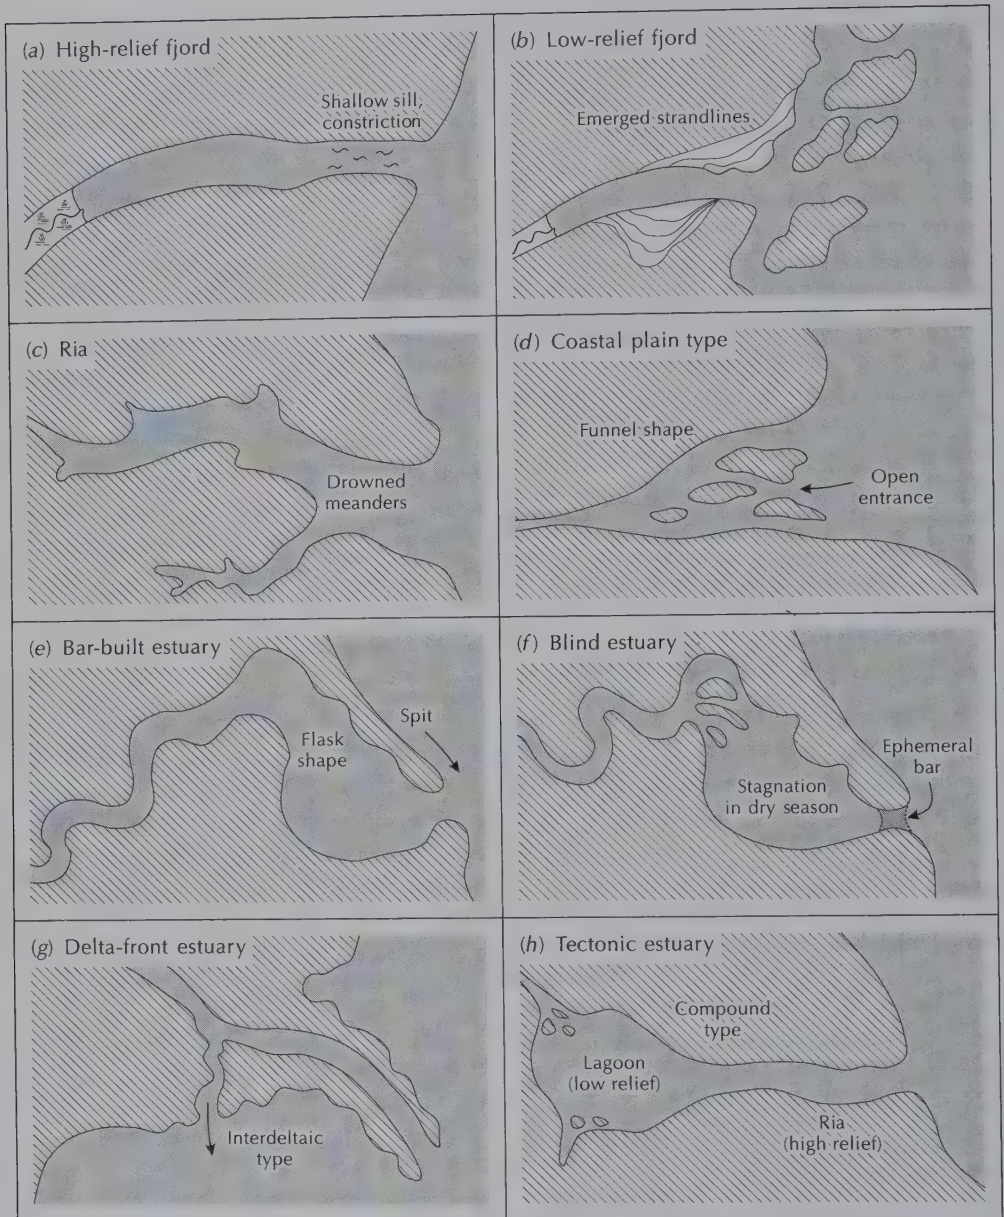 (a) High-relief fjord
Shallow sill,
constriction
(b) Low-relief fjord
Emerged strandlines
(c) Ria
Drowned
meanders
(d) Coastal plain type
Funnel shape
Open
entrance
(e) Bar-built estuary
Flask
shape
Spit
(f) Blind estuary
Stagnation
in dry season
Ephemeral
bar
(g) Delta-front estuary
Interdeltaic
type
(h) Tectonic estuary
Compound
type
Lagoon
(low relief)
Ria
(high relief)